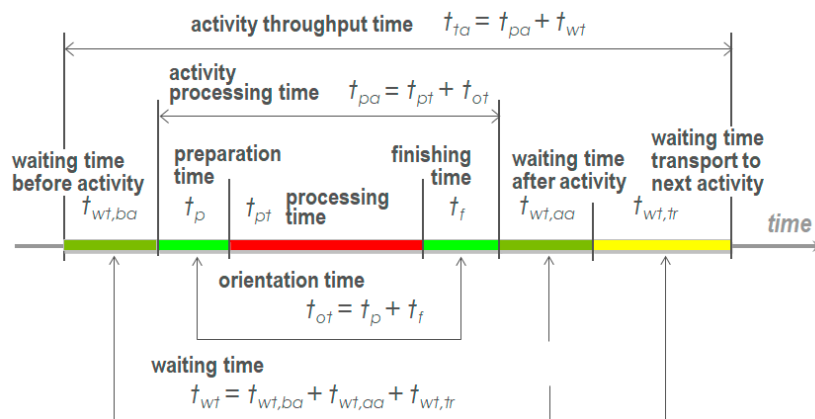 activity throughput time t_ta = t_pa + t_wt
activity
processing time t_pa = t_pt + t_ot
waiting time
before activity
t_wt,ba
preparation
time
t_p
t_pt processing
time
finishing
time
t_f
waiting time
after activity
t_wt,aa
waiting time
transport to
next activity
t_wt,tr
time
orientation time
t_ot = t_p + t_f
waiting time
t_wt = t_wt,ba + t_wt,aa + t_wt,tr